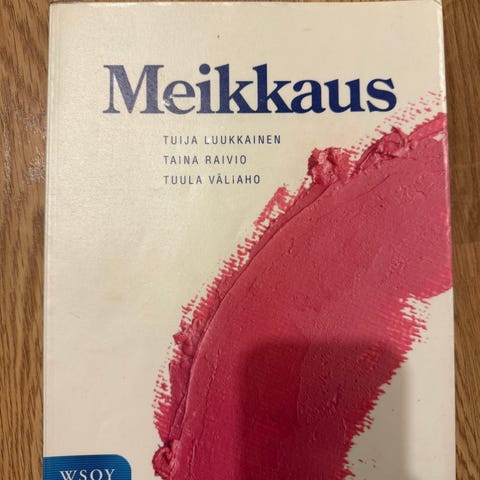 Meikkaus
TUIJA LUUKKAINEN
TAINA RAIVIO
TUULA VÄLIAHO
WSOY